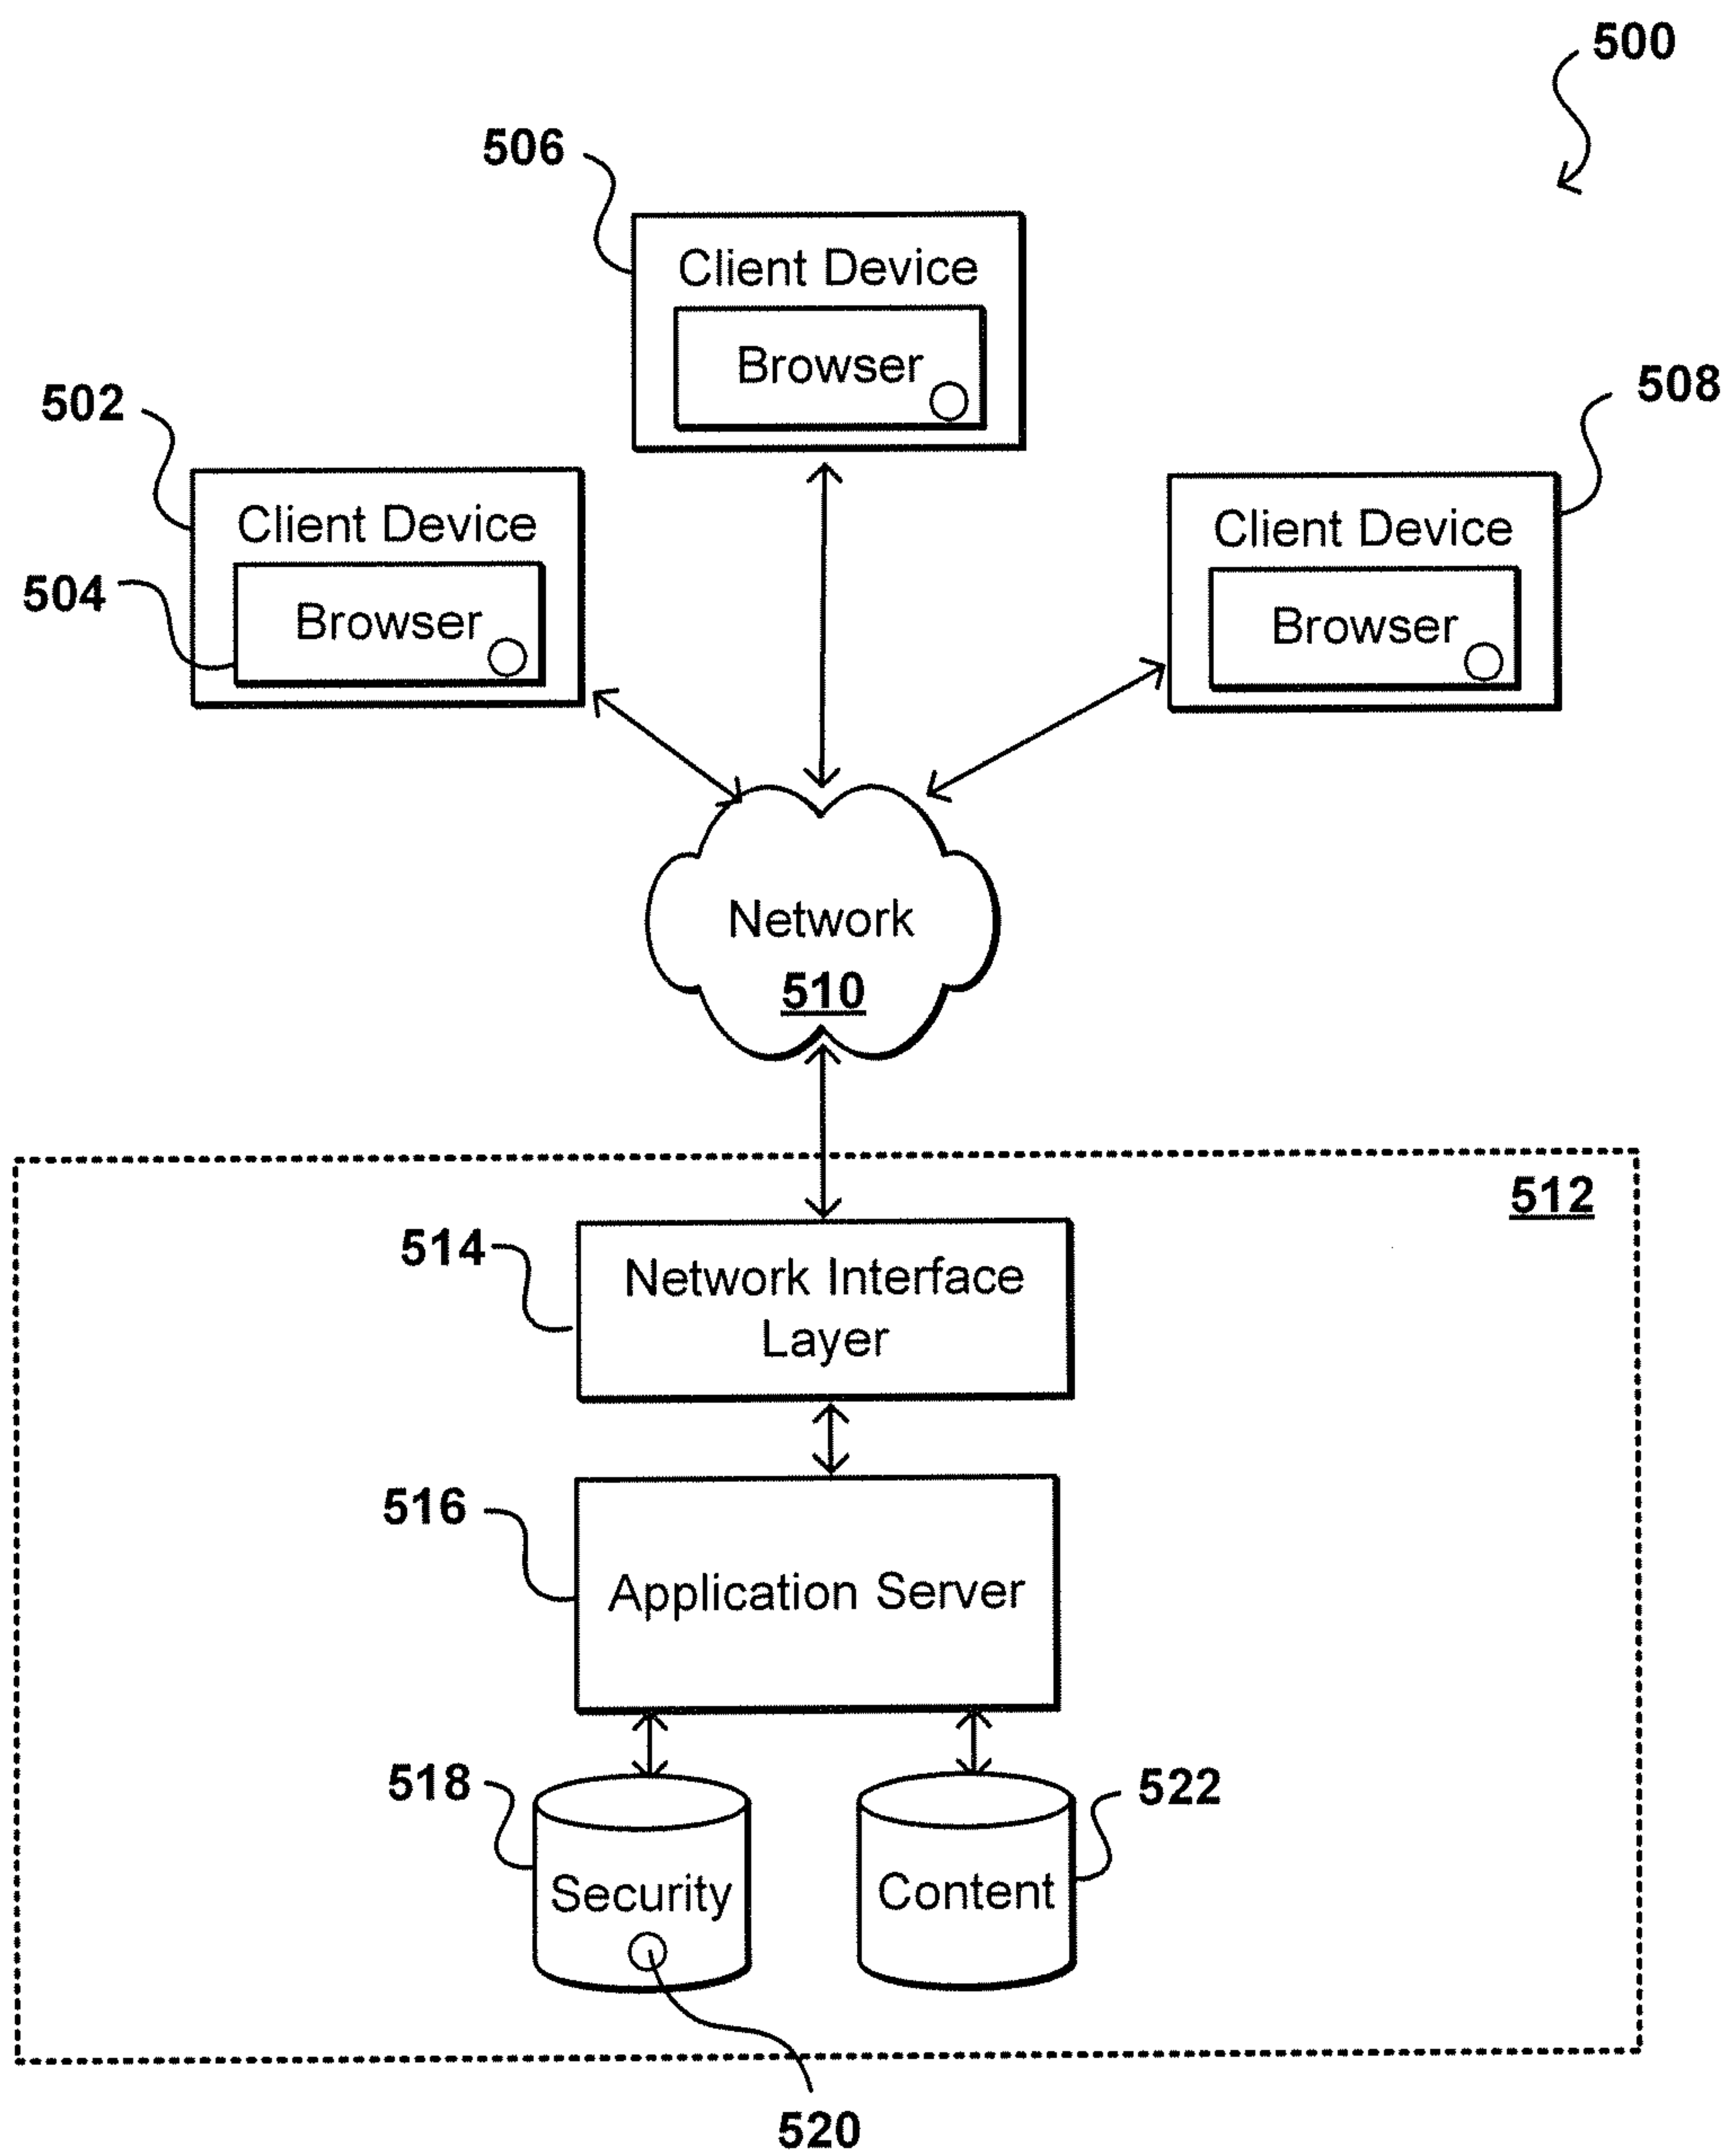 500
506
Client Device
Browser
502
Client Device
504
Browser
508
Client Device
Browser
Network
510
512
514
Network Interface
Layer
516
Application Server
518
Security
522
Content
520